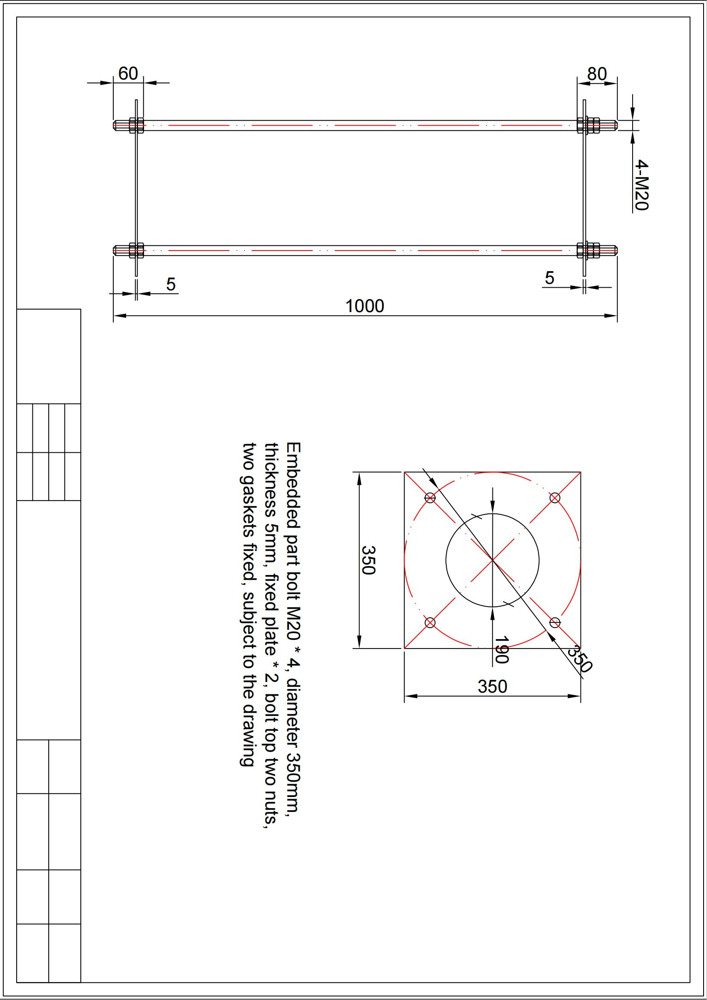 60
80
4-M20
5
5
1000
350
190
350
350
Embedded part bolt M20 * 4, diameter 350mm,
thickness 5mm, fixed plate * 2, bolt top two nuts,
two gaskets fixed, subject to the drawing